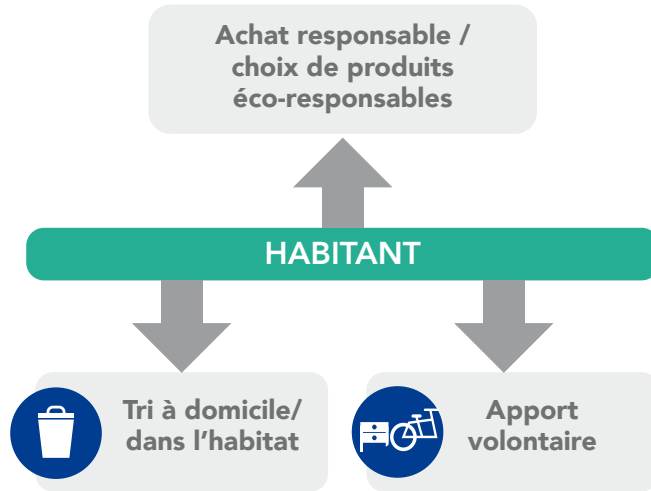 Achat responsable /
choix de produits
éco-responsables
HABITANT
Tri à domicile/
dans l'habitat
Apport
volontaire